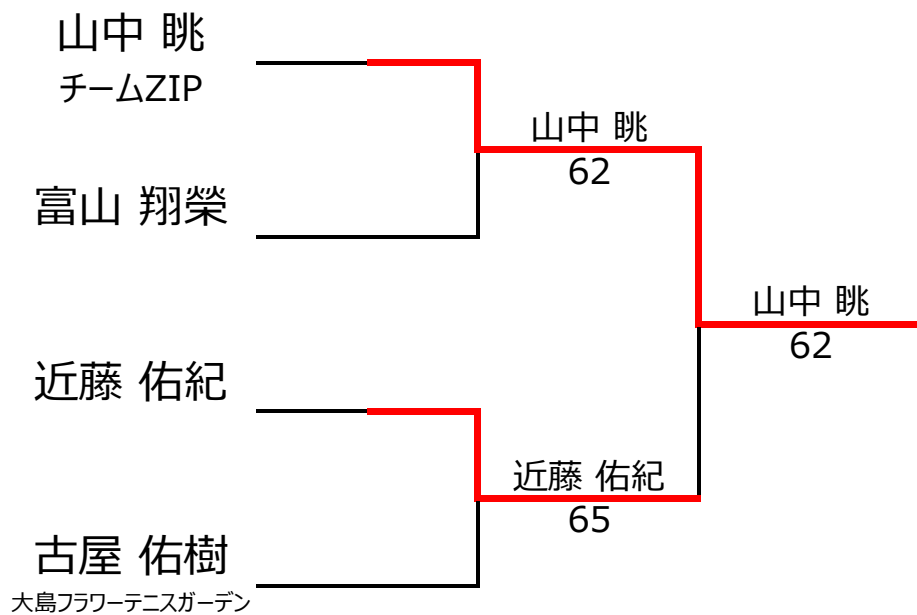 山中 眺
チームZIP
富山 翔榮
近藤 佑紀
古屋 佑樹
大島フラワーテニスガーデン
山中 眺
62
近藤 佑紀
65
山中 眺
62